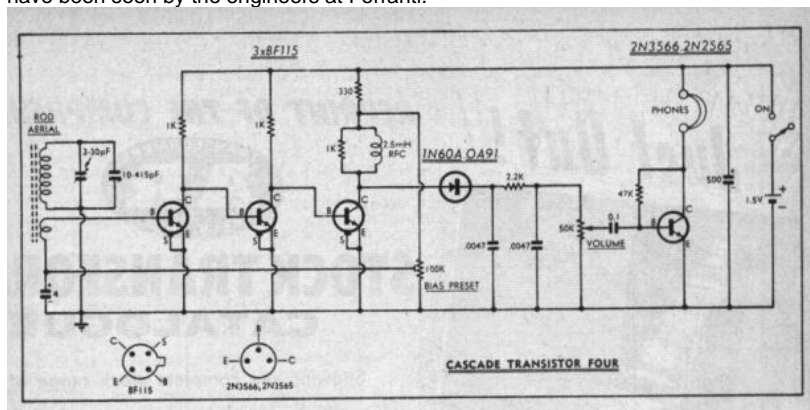 have been seen by the engineers at Ferranti.
3xBF115
2N3566 2N2565
ROD
AERIAL
3-30pF
10-415pF
1K
1K
330
1K
2.5mH
RFC
1N60A OA91
2.2K
.0047
.0047
50K
VOLUME
0.1
47K
PHONES
500
+
ON
1.5V
+
−
B
C
E
S
B
C
E
S
B
C
E
S
B
C
E
100K
BIAS PRESET
C
S
E
B
BF115
B
E
C
2N3566, 2N3565
CASCADE TRANSISTOR FOUR
CATALOGUE